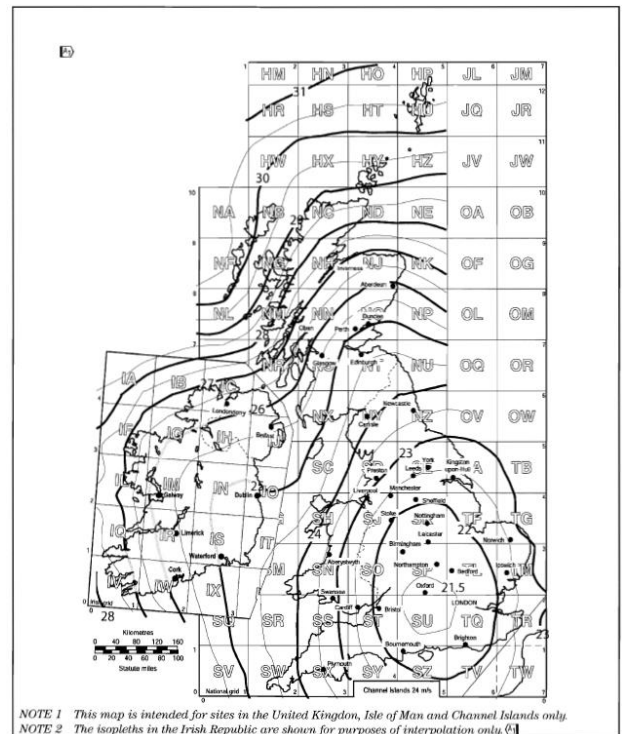 HM HN HO HP JL JM
31
HR HS HT HU JQ JR
HW HX HY HZ JV JW
30
NA NB NC ND NE OA OB
29
NF NG NH NJ NK OF OG
Inverness
Aberdeen
NL NM NN NO NP OL OM
28
Oban Perth Dundee
Glasgow Edinburgh
NR NS NT NU OQ OR
IA IB IC
27
Londonderry
26
Belfast
NX NY NZ OV OW
Newcastle
Carlisle
IF IG IH IJ
SC TB
23
York
Leeds
Kingston
upon-Hull
Preston
Liverpool
Manchester
Sheffield
IM IN
Galway
Dublin
25
SH SJ SK TF TG
24
Stoke
Nottingham
22
Leicester
Norwich
IQ IR IS IT
Limerick
Waterford
Cork
SM SN SO TM
Aberystwyth
Birmingham
Northampton
Bedford
Ipswich
IV IW IX
Swansea
Cardiff
Bristol
Oxford
21.5
LONDON
SQ SR SS ST SU TQ TR
23
Irish grid
28
Bournemouth
Brighton
Kilometres
0 20 40 60 80 100 120 140 160
0 20 40 60 80 100
Statute miles
SV SW SX SY SZ TV TW
Plymouth
National grid
Channel Islands 24 m/s
NOTE 1 This map is intended for sites in the United Kingdon, Isle of Man and Channel Islands only.
NOTE 2 The isopleths in the Irish Republic are shown for purposes of interpolation only.